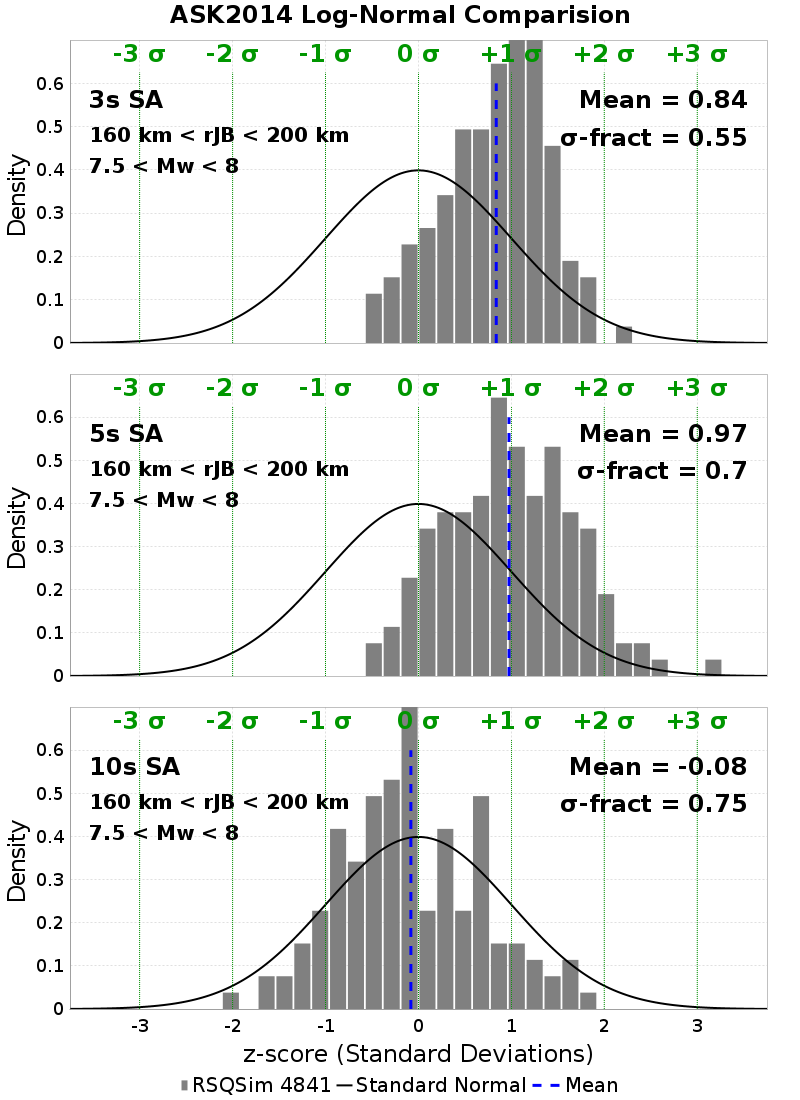 ASK2014 Log-Normal Comparision
-3 σ -2 σ -1 σ 0 σ +1 σ +2 σ +3 σ
3s SA
160 km < rJB < 200 km
7.5 < Mw < 8
Mean = 0.84
σ-fract = 0.55
Density
0.6
0.5
0.4
0.3
0.2
0.1
0
-3 σ -2 σ -1 σ 0 σ +1 σ +2 σ +3 σ
5s SA
160 km < rJB < 200 km
7.5 < Mw < 8
Mean = 0.97
σ-fract = 0.7
Density
0.6
0.5
0.4
0.3
0.2
0.1
0
-3 σ -2 σ -1 σ 0 σ +1 σ +2 σ +3 σ
10s SA
160 km < rJB < 200 km
7.5 < Mw < 8
Mean = -0.08
σ-fract = 0.75
Density
0.6
0.5
0.4
0.3
0.2
0.1
0
-3 -2 -1 0 1 2 3
z-score (Standard Deviations)
RSQSim 4841 Standard Normal Mean